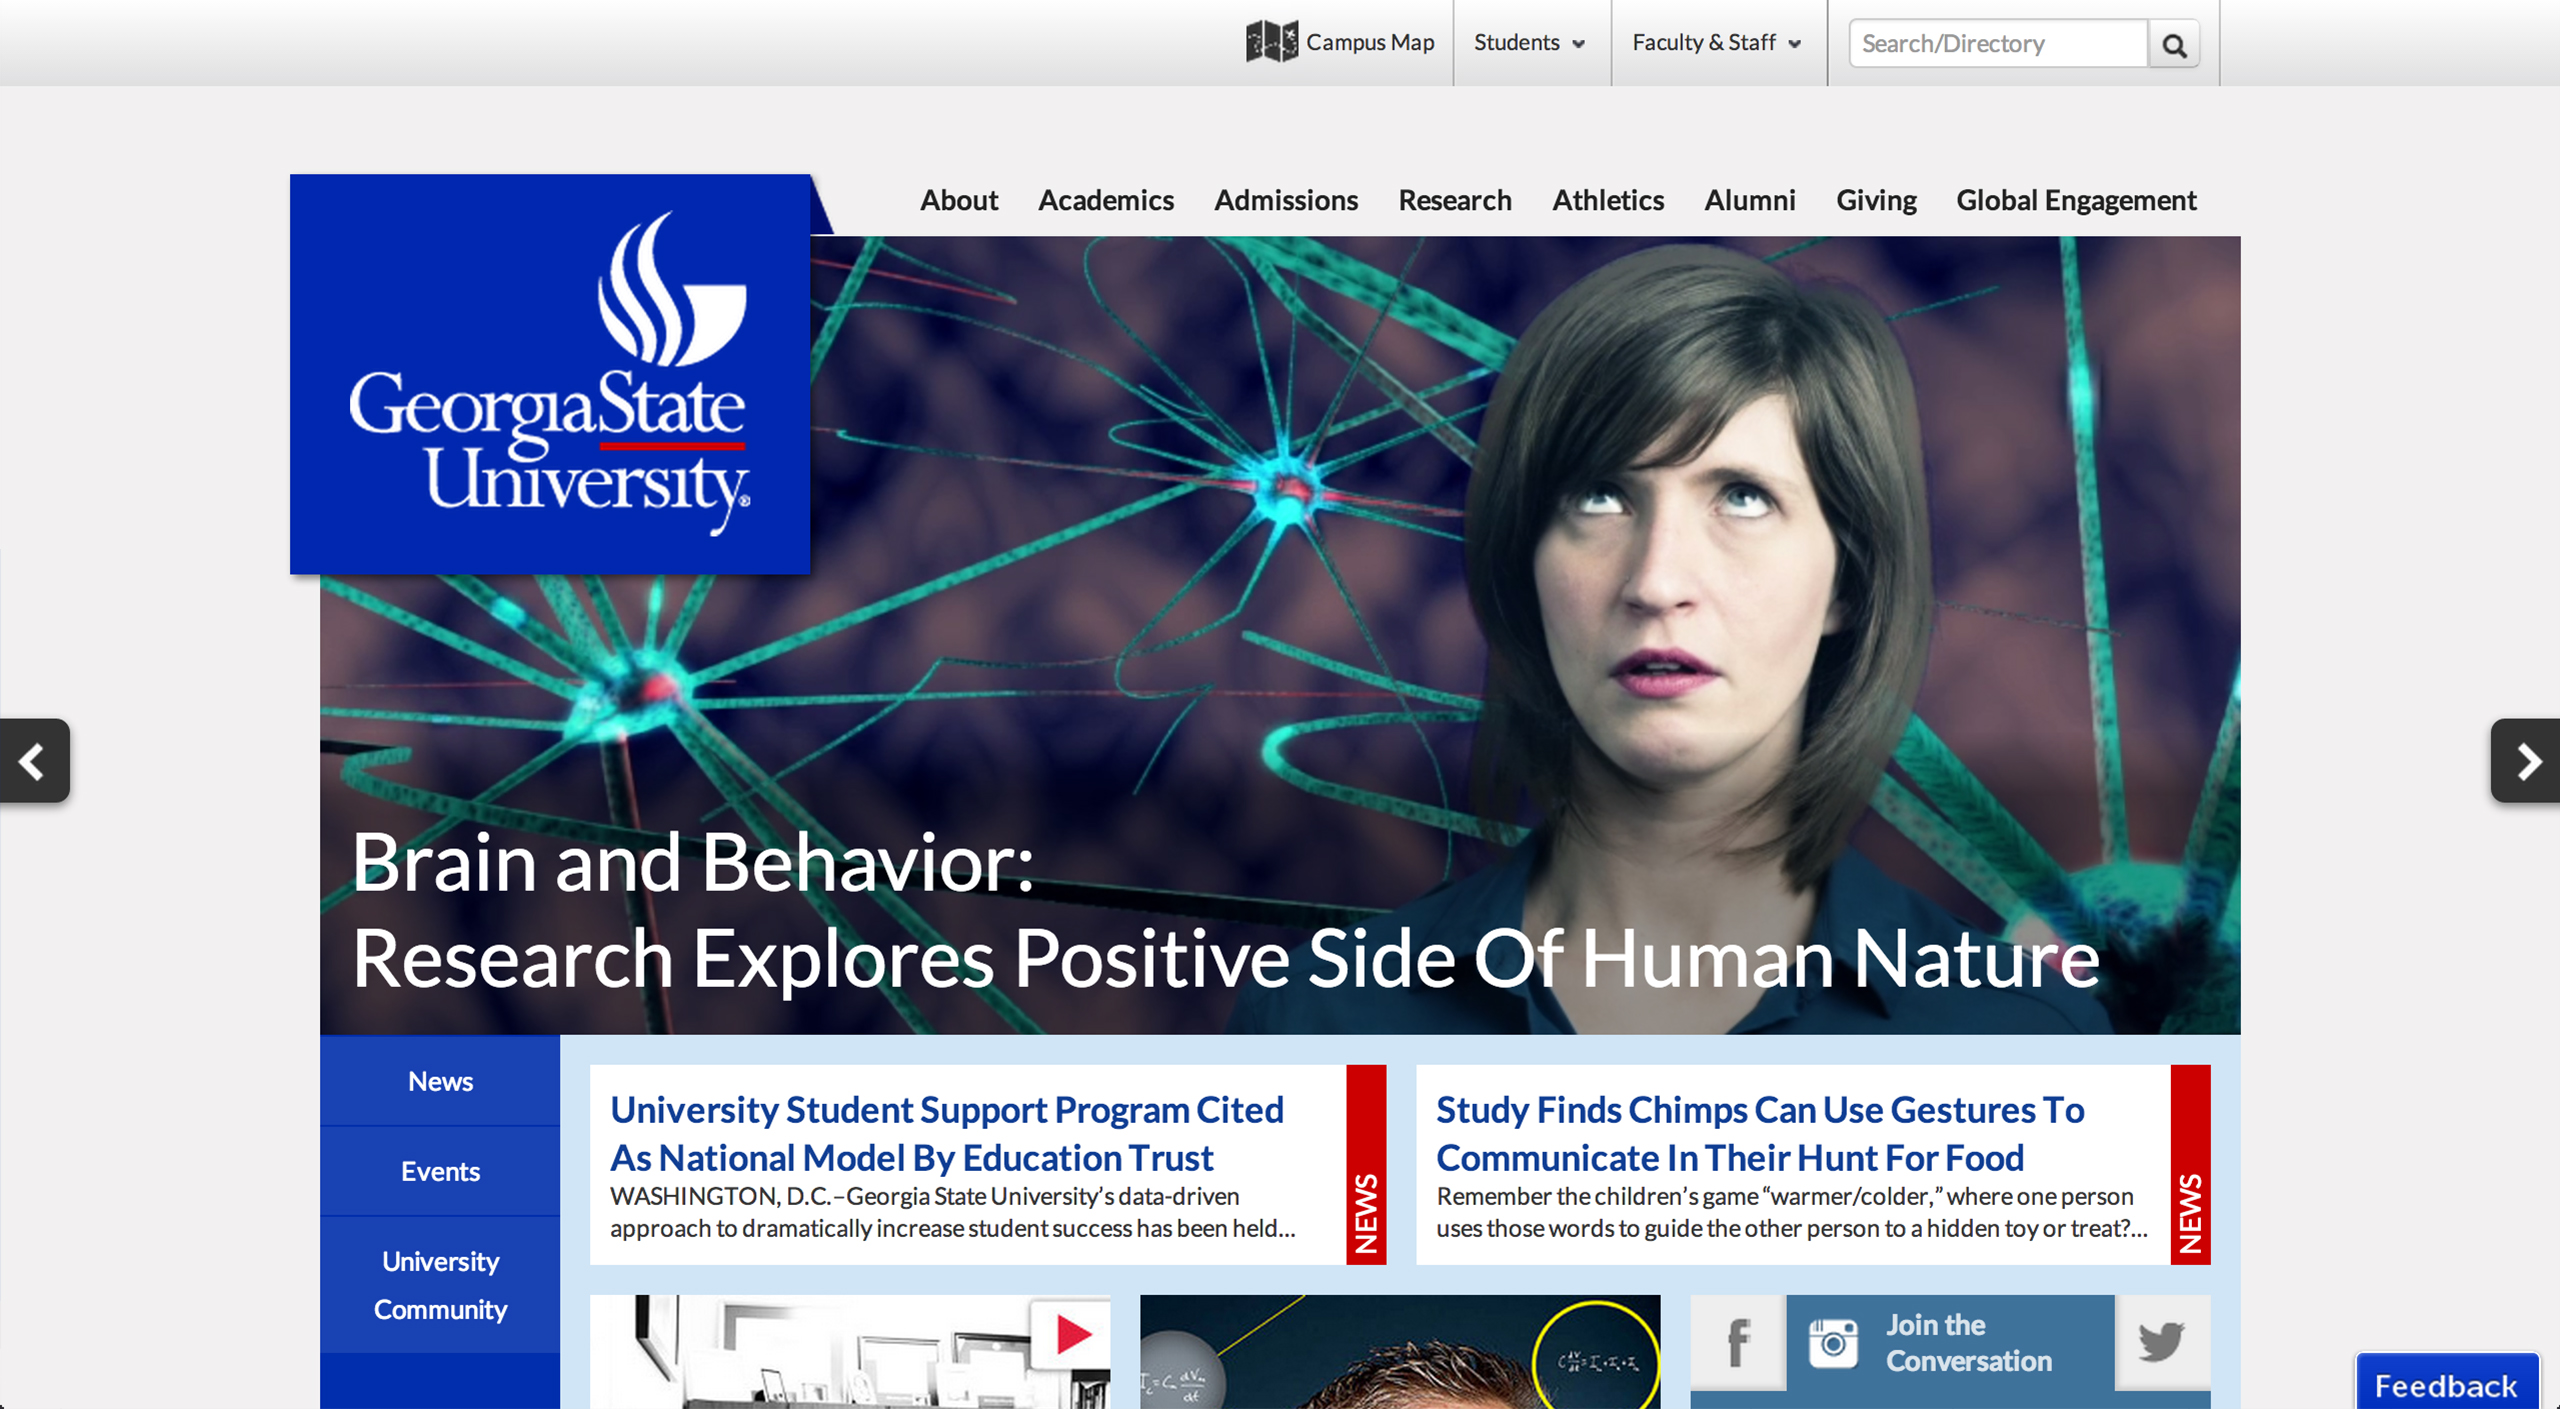 Campus Map
Students
Faculty & Staff
Search/Directory
About
Academics
Admissions
Research
Athletics
Alumni
Giving
Global Engagement
GeorgiaState
University®
Brain and Behavior:
Research Explores Positive Side Of Human Nature
News
Events
University
Community
University Student Support Program Cited
As National Model By Education Trust
WASHINGTON, D.C.–Georgia State University’s data-driven
approach to dramatically increase student success has been held...
NEWS
Study Finds Chimps Can Use Gestures To
Communicate In Their Hunt For Food
Remember the children’s game “warmer/colder,” where one person
uses those words to guide the other person to a hidden toy or treat?...
NEWS
Join the
Conversation
Feedback